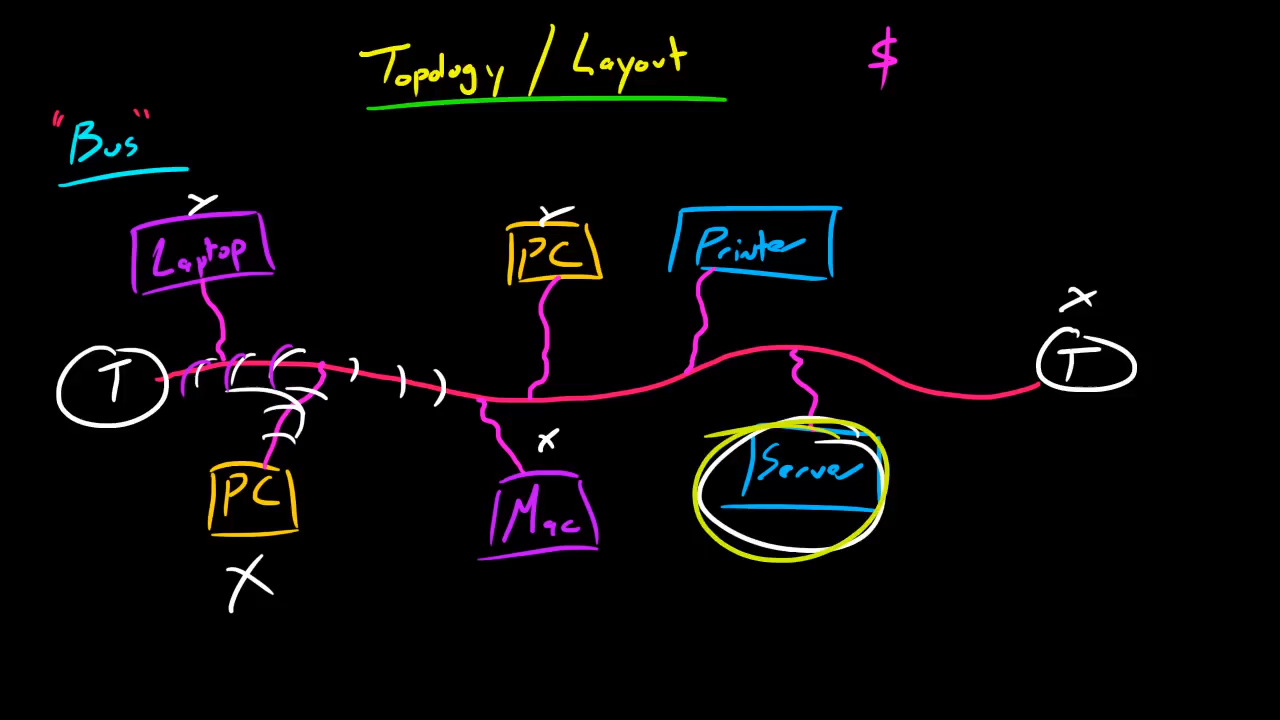 Topology / Layout $
"Bus"
Laptop
PC
Printer
T
T
PC
Mac
Server
X
X
X